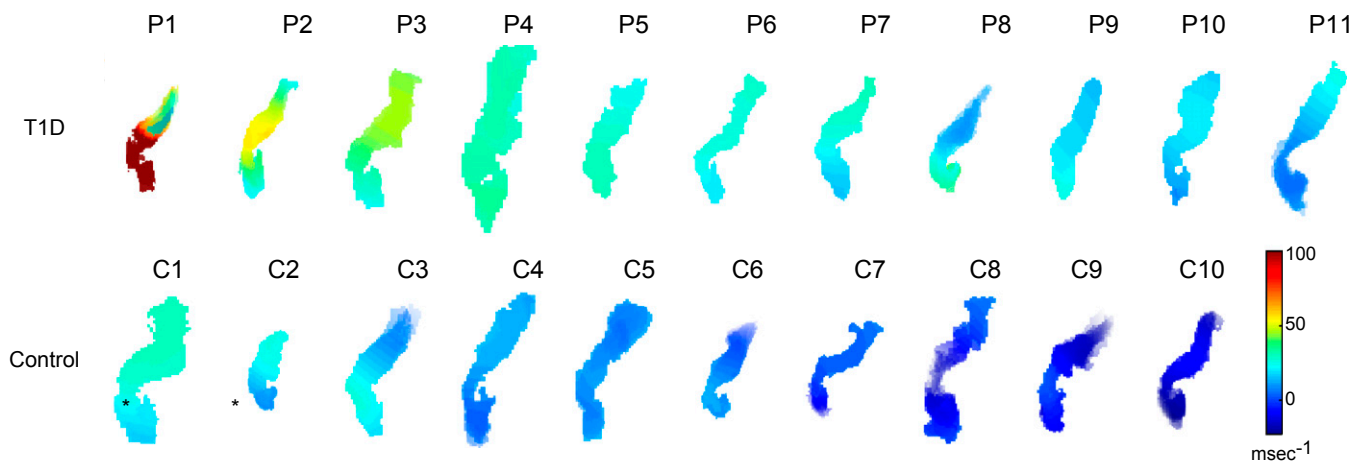 P1 P2 P3 P4 P5 P6 P7 P8 P9 P10 P11
T1D
C1 C2 C3 C4 C5 C6 C7 C8 C9 C10
100
50
Control
* *
0
msec⁻¹